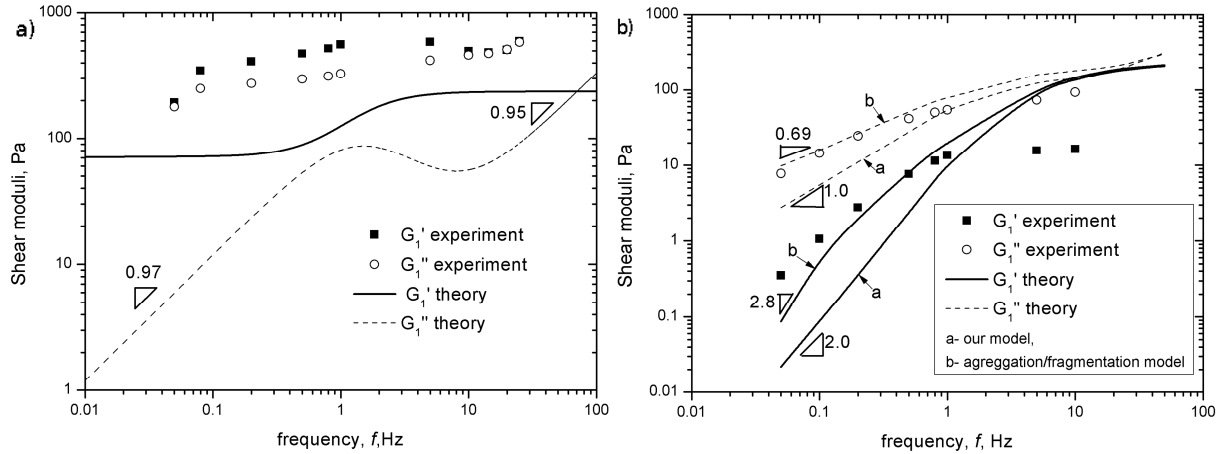 a)
1000
100
10
1
Shear moduli, Pa
0.95
0.97
G₁' experiment
G₁'' experiment
G₁' theory
G₁'' theory
0.01
0.1
1
10
100
frequency, f,Hz
b)
1000
100
10
1
0.1
0.01
Shear moduli, Pa
0.69
b
a
1.0
b
a
2.8
2.0
G₁' experiment
G₁'' experiment
G₁' theory
G₁'' theory
a- our model,
b- agreggation/fragmentation model
0.01
0.1
1
10
100
frequency, f, Hz